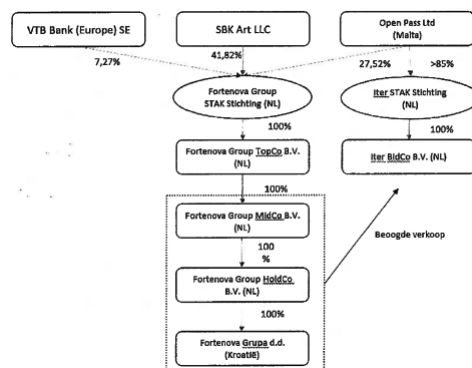 VTB Bank (Europe) SE
SBK Art LLC
Open Pass Ltd
(Malta)
7,27%
41,82%
27,52%
>85%
Fortenova Group
STAK Stichting (NL)
Iter STAK Stichting
(NL)
100%
100%
Fortenova Group TopCo B.V.
(NL)
Iter BidCo B.V. (NL)
100%
Fortenova Group MidCo B.V.
(NL)
100
%
Beoogde verkoop
Fortenova Group HoldCo
B.V. (NL)
100%
Fortenova Grupa d.d.
(Kroatië)